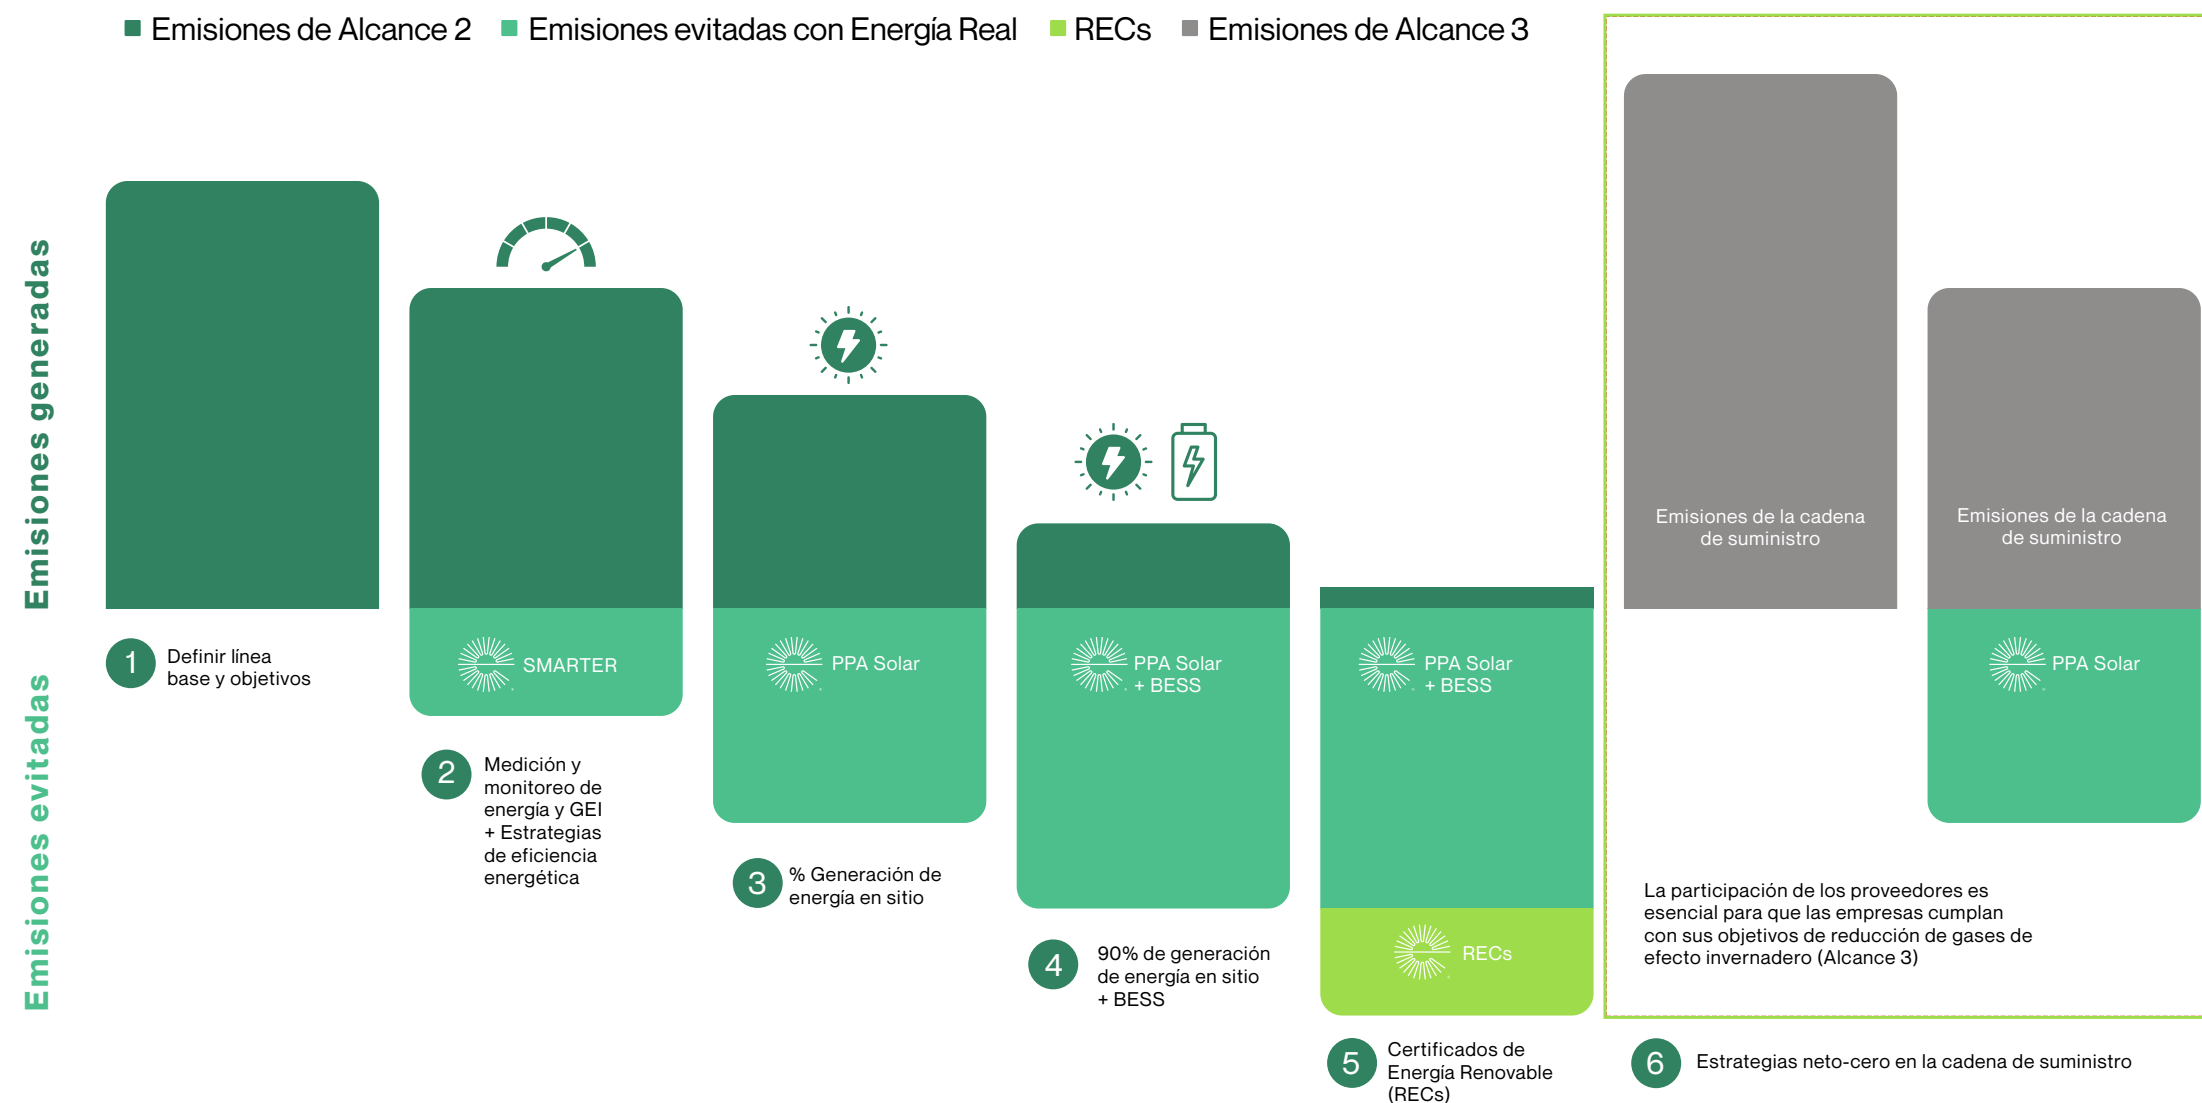 Emisiones de Alcance 2
Emisiones evitadas con Energía Real
RECs
Emisiones de Alcance 3
Emisiones generadas
Emisiones evitadas
1
Definir línea
base y objetivos
SMARTER
2
Medición y
monitoreo de
energía y GEI
+ Estrategias
de eficiencia
energética
PPA Solar
3
% Generación de
energía en sitio
PPA Solar
+ BESS
4
90% de generación
de energía en sitio
+ BESS
PPA Solar
+ BESS
RECs
5
Certificados de
Energía Renovable
(RECs)
Emisiones de la cadena
de suministro
Emisiones de la cadena
de suministro
PPA Solar
La participación de los proveedores es
esencial para que las empresas cumplan
con sus objetivos de reducción de gases de
efecto invernadero (Alcance 3)
6
Estrategias neto-cero en la cadena de suministro